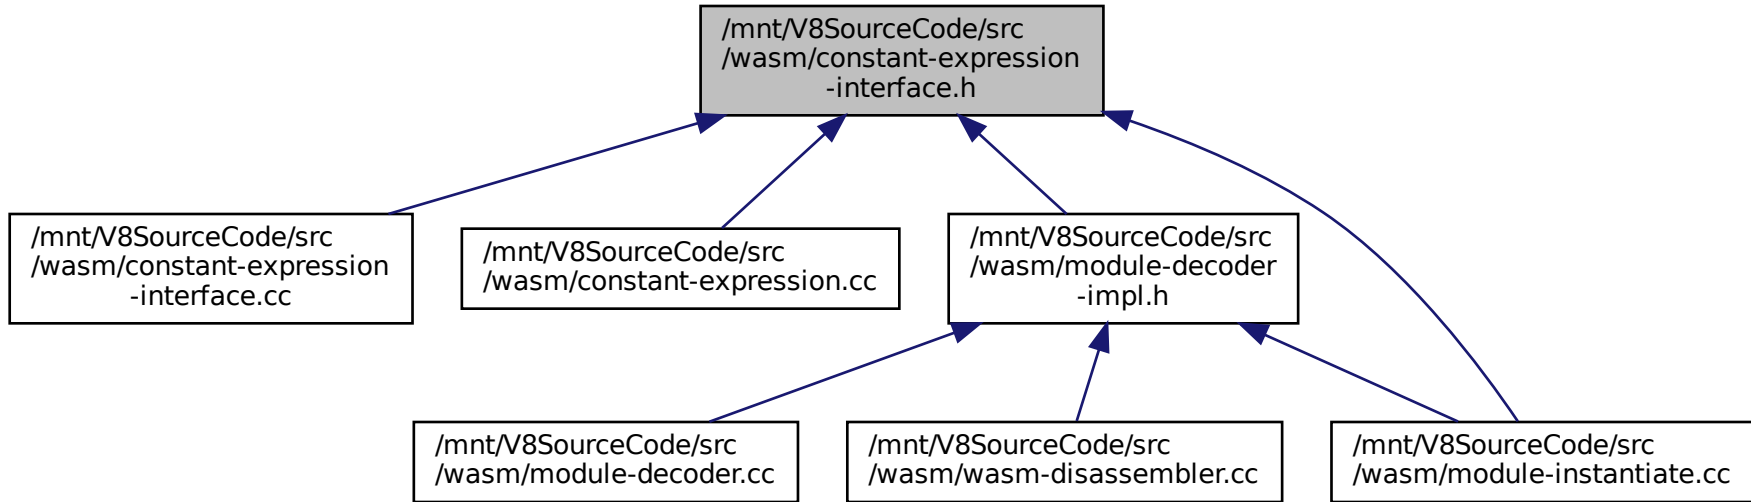 /mnt/V8SourceCode/src
/wasm/constant-expression
-interface.h
/mnt/V8SourceCode/src
/wasm/constant-expression
-interface.cc
/mnt/V8SourceCode/src
/wasm/constant-expression.cc
/mnt/V8SourceCode/src
/wasm/module-decoder
-impl.h
/mnt/V8SourceCode/src
/wasm/module-decoder.cc
/mnt/V8SourceCode/src
/wasm/wasm-disassembler.cc
/mnt/V8SourceCode/src
/wasm/module-instantiate.cc